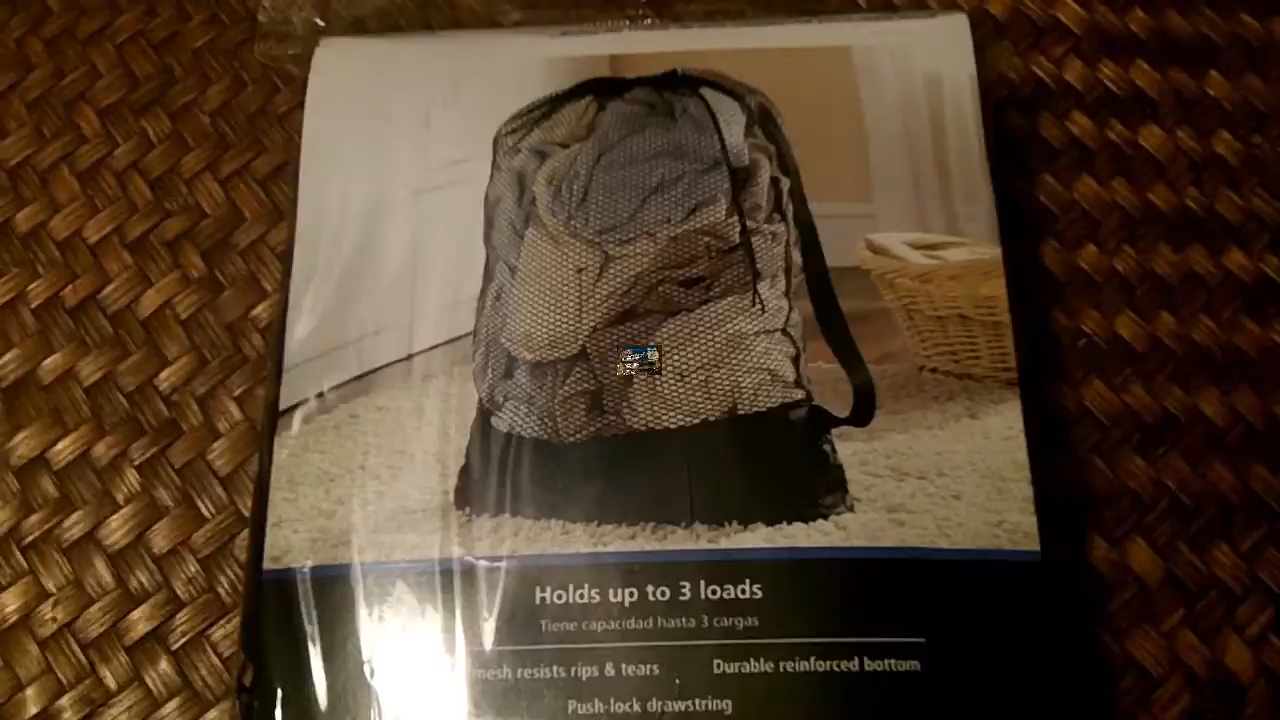 Holds up to 3 loads
Tiene capacidad hasta 3 cargas
mesh resists rips & tears Durable reinforced bottom
Push-lock drawstring